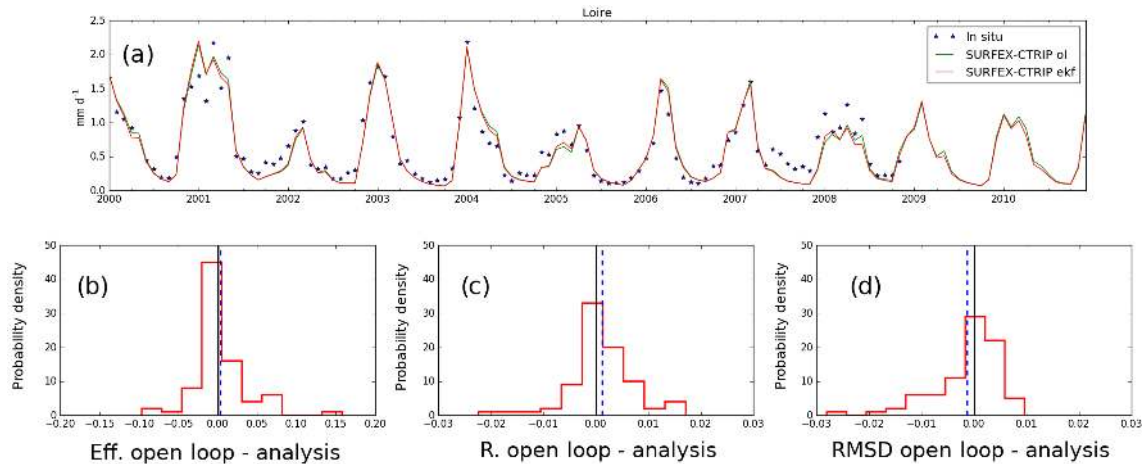 Loire
(a)
In situ
SURFEX-CTRIP ol
SURFEX-CTRIP ekf
mm d⁻¹
2.5
2.0
1.5
1.0
0.5
0.0
2000 2001 2002 2003 2004 2005 2006 2007 2008 2009 2010
(b)
Probability density
50
40
30
20
10
0
−0.20 −0.15 −0.10 −0.05 0.00 0.05 0.10 0.15 0.20
Eff. open loop - analysis
(c)
Probability density
50
40
30
20
10
0
−0.03 −0.02 −0.01 0.00 0.01 0.02 0.03
R. open loop - analysis
(d)
Probability density
50
40
30
20
10
0
−0.03 −0.02 −0.01 0.00 0.01 0.02 0.03
RMSD open loop - analysis